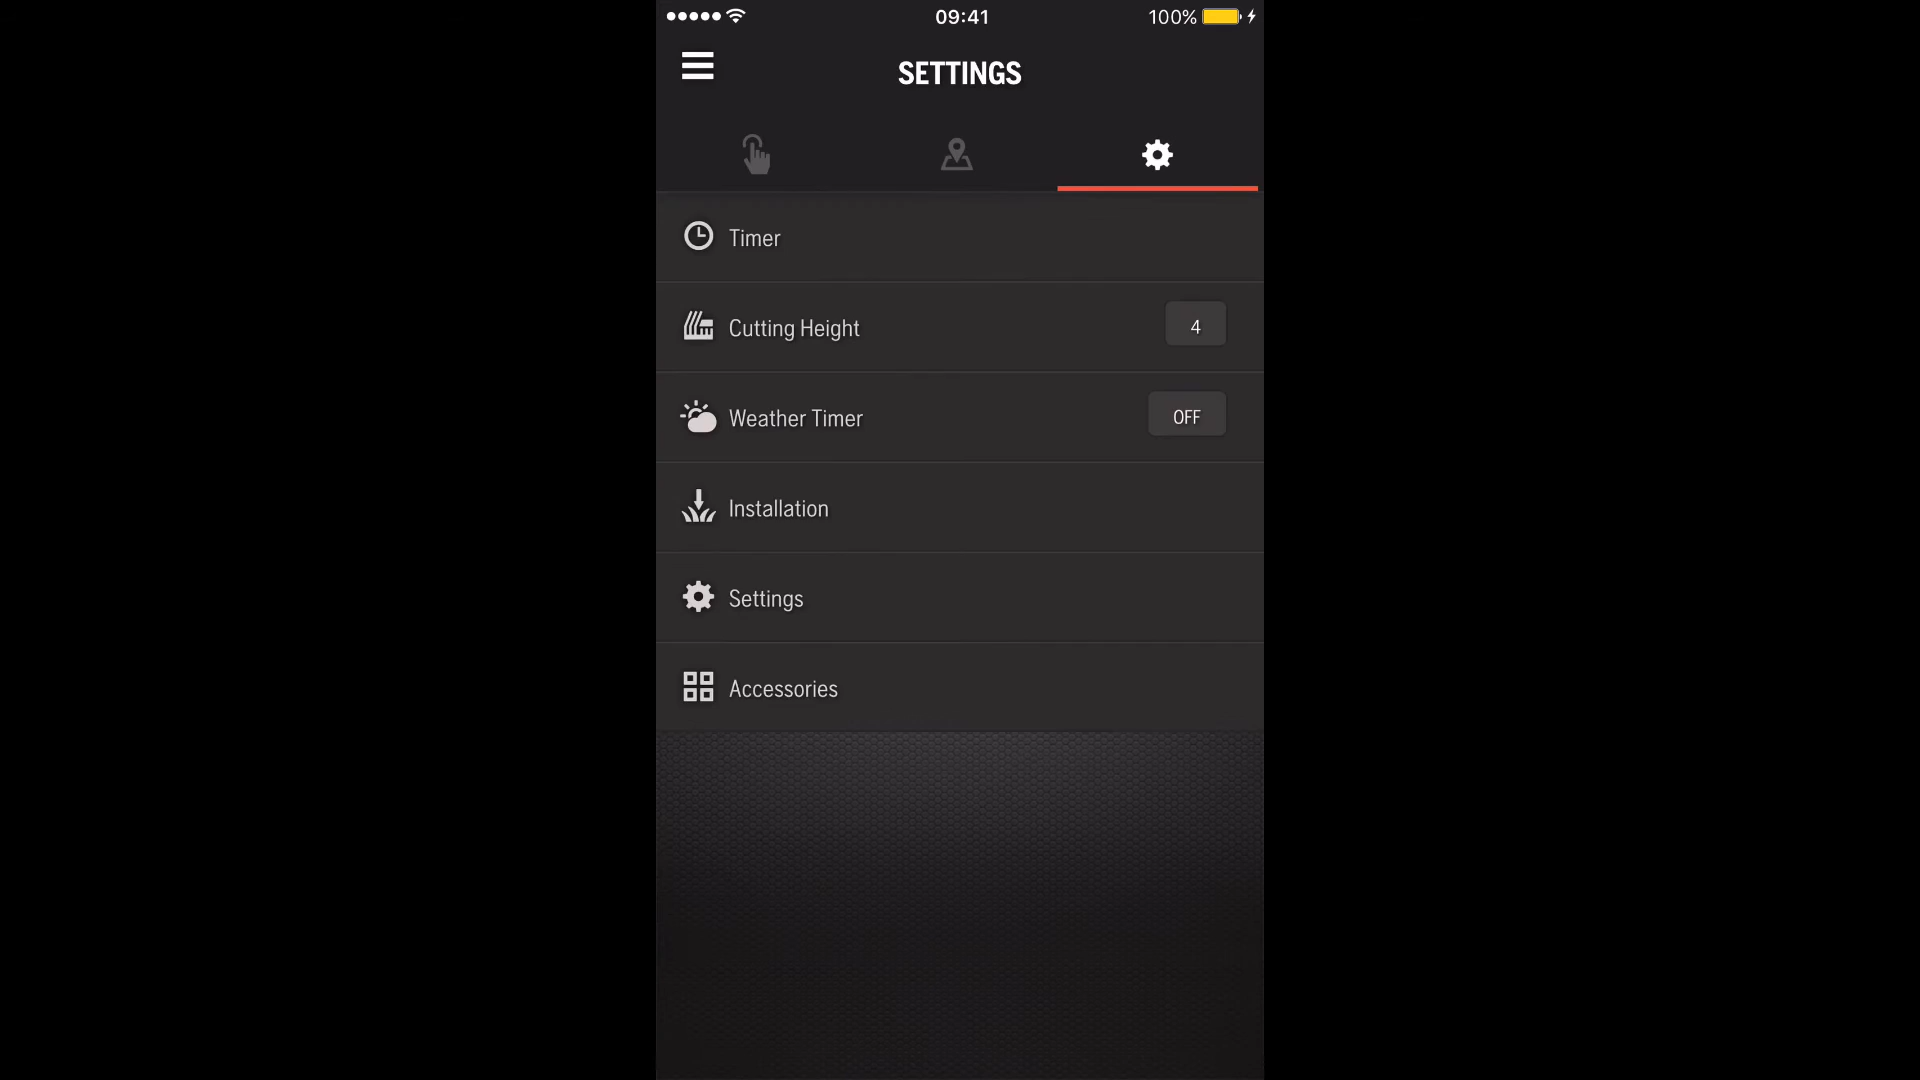 09:41
100%
SETTINGS
Timer
Cutting Height
4
Weather Timer
OFF
Installation
Settings
Accessories